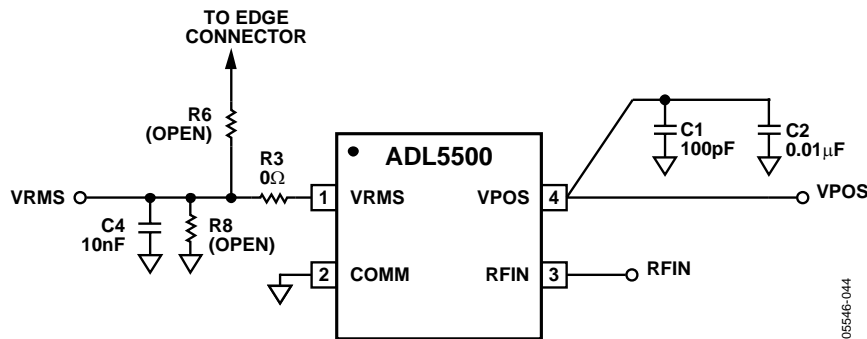 TO EDGE
CONNECTOR
R6
(OPEN)
R3
0Ω
VRMS
C4
10nF
R8
(OPEN)
ADL5500
1
VRMS
VPOS
4
2
COMM
RFIN
3
C1
100pF
C2
0.01μF
VPOS
RFIN
05546-044